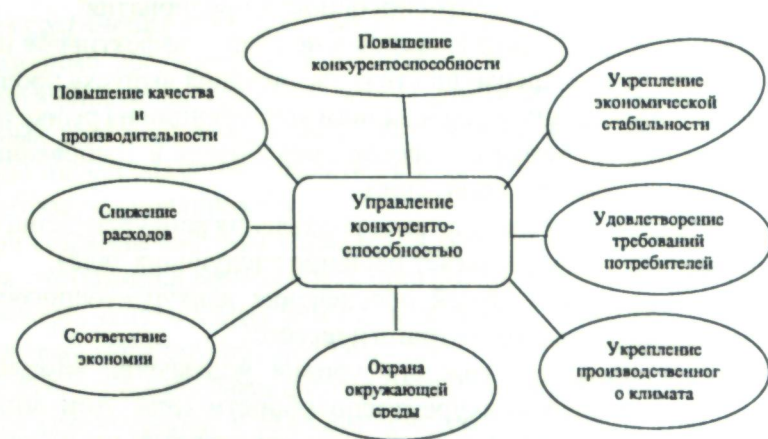 Повышение
конкурентоспособности
Повышение качества
и
производительности
Укрепление
экономической
стабильности
Управление
конкуренто-
способностью
Снижение
расходов
Удовлетворение
требований
потребителей
Соответствие
экономии
Охрана
окружающей
среды
Укрепление
производственног
о климата